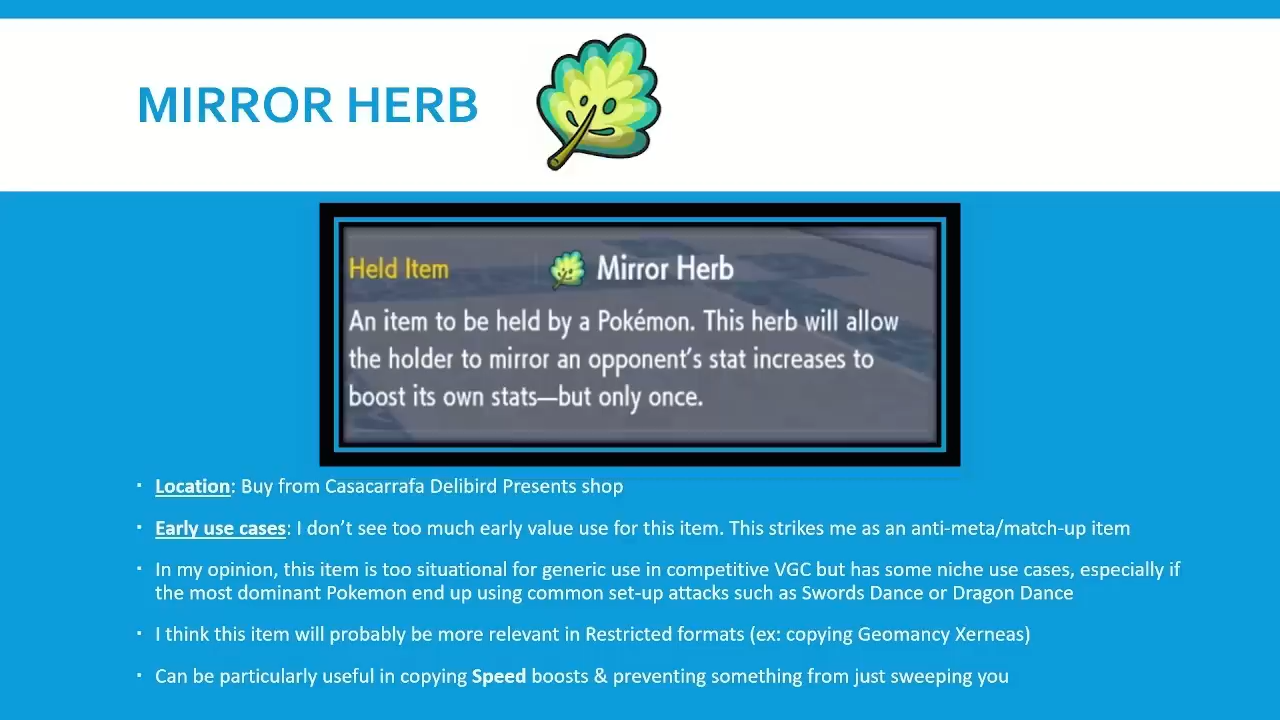 MIRROR HERB
Held Item
Mirror Herb
An item to be held by a Pokémon. This herb will allow
the holder to mirror an opponent's stat increases to
boost its own stats—but only once.
· Location: Buy from Casacarrafa Delibird Presents shop
· Early use cases: I don't see too much early value use for this item. This strikes me as an anti-meta/match-up item
· In my opinion, this item is too situational for generic use in competitive VGC but has some niche use cases, especially if
the most dominant Pokemon end up using common set-up attacks such as Swords Dance or Dragon Dance
· I think this item will probably be more relevant in Restricted formats (ex: copying Geomancy Xerneas)
· Can be particularly useful in copying Speed boosts & preventing something from just sweeping you